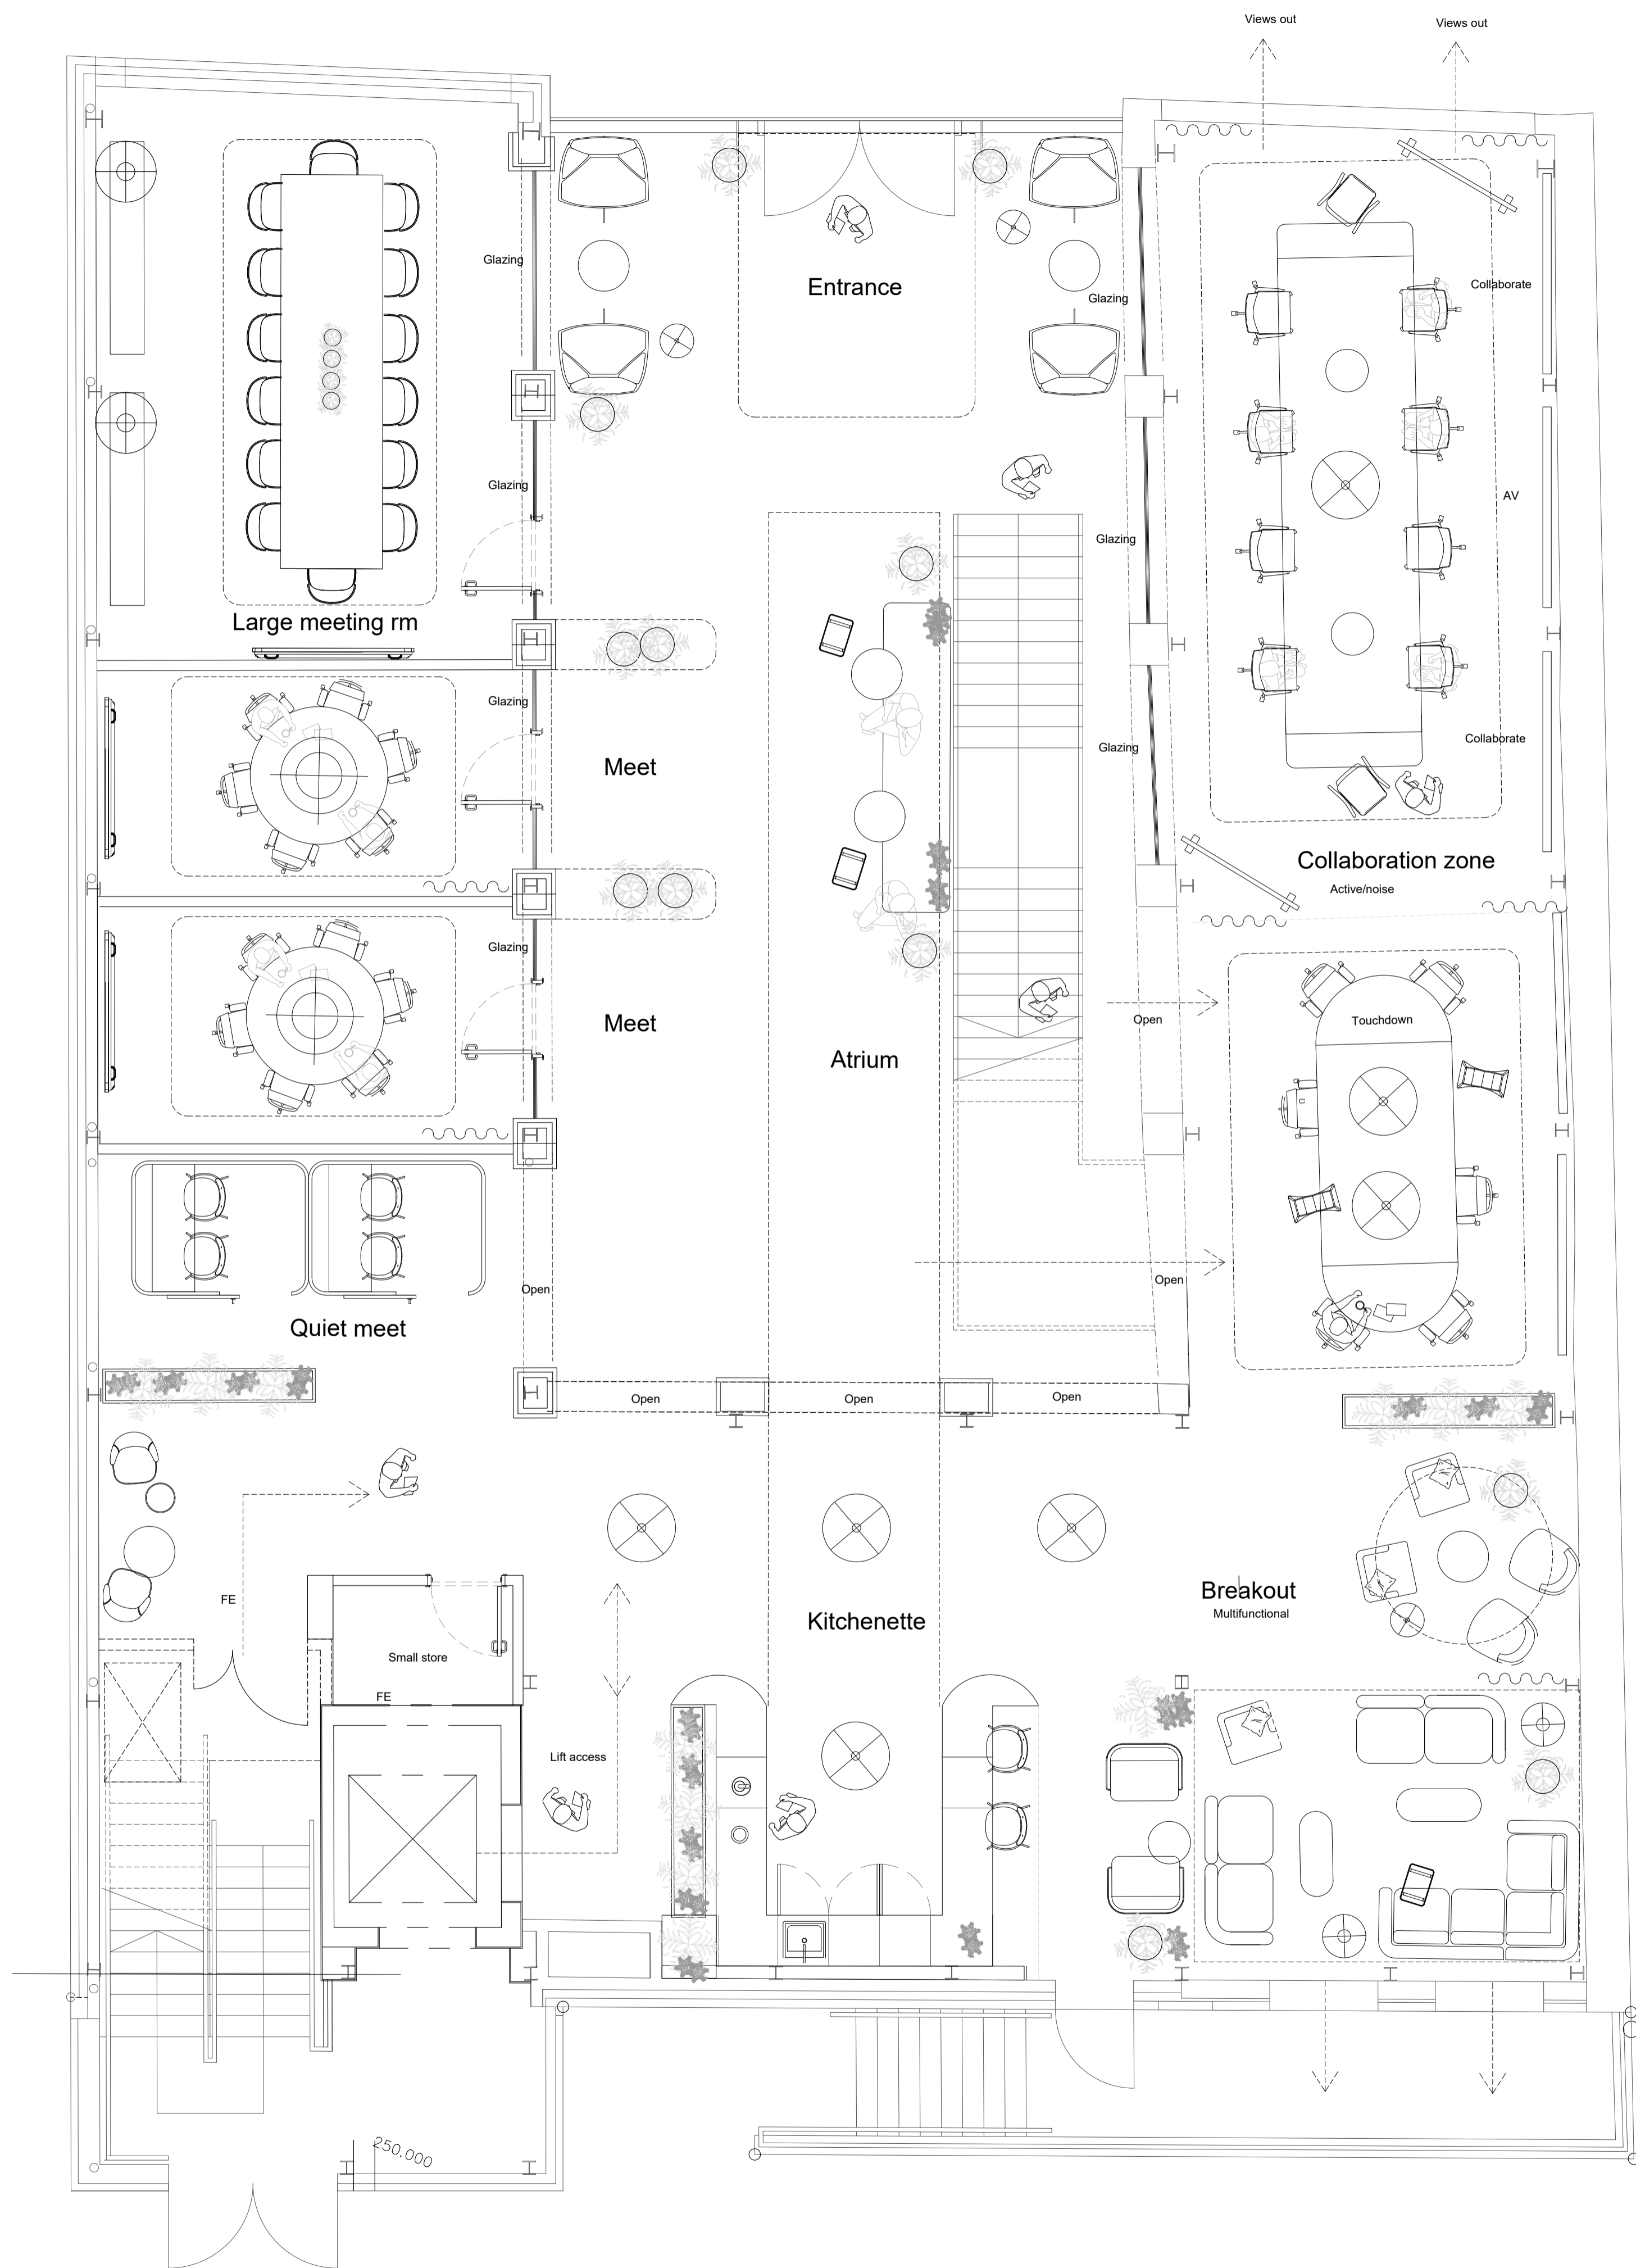 Views out
Views out
Glazing
Entrance
Glazing
Collaborate
Glazing
AV
Glazing
Large meeting rm
Glazing
Meet
Glazing
Collaborate
Collaboration zone
Active/noise
Glazing
Meet
Open
Touchdown
Atrium
Open
Open
Quiet meet
Open
Open
Open
FE
Breakout
Multifunctional
Kitchenette
Small store
FE
Lift access
250.000